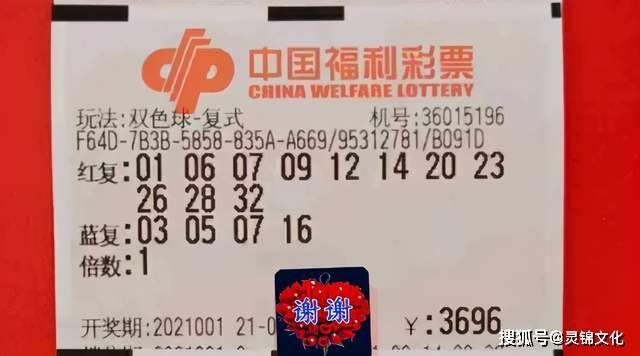 中国福利彩票
CHINA WELFARE LOTTERY
玩法:双色球-复式 机号:36015196
F64D-7B3B-5858-835A-A669/95312781/B091D
红复:01 06 07 09 12 14 20 23
26 28 32
蓝复:03 05 07 16
倍数:1
谢谢
开奖期:2021001 21-0 ¥:3696
搜狐号@灵锦文化